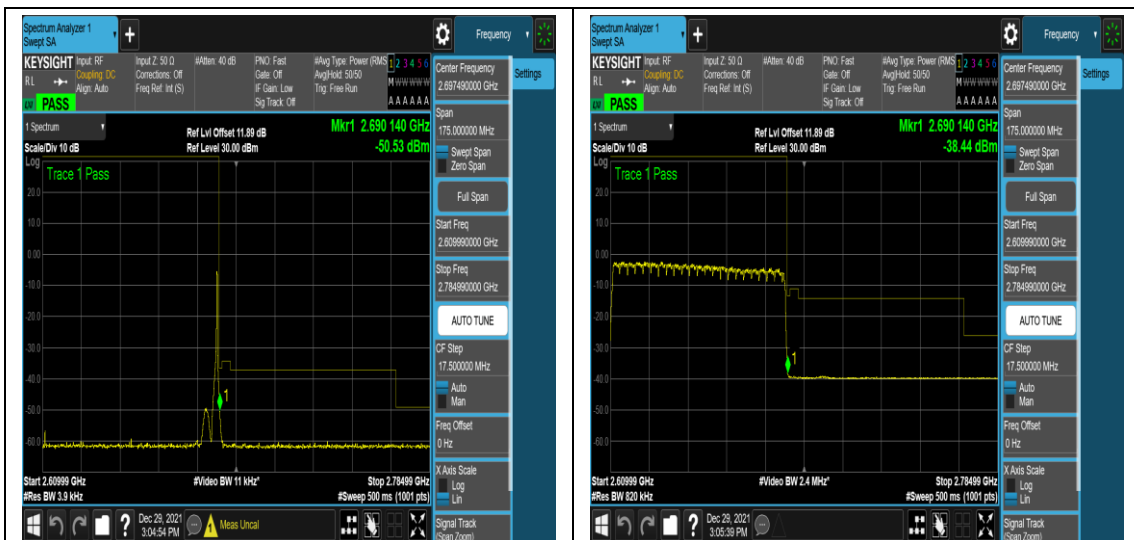 Spectrum Analyzer 1
Swept SA
Frequency
KEYSIGHT
RL
Input: RF
Coupling: DC
Align: Auto
Input Z: 50 Ω
Corrections: Off
Freq Ref: Int (S)
#Atten: 40 dB
PNO: Fast
Gate: Off
IF Gain: Low
Sig Track: Off
#Avg Type: Power (RMS
Avg|Hold: 50/50
Trig: Free Run
1 2 3 4 5 6
M W W W W W
A A A A A A
LV PASS
1 Spectrum
Scale/Div 10 dB
Log
Ref Lvl Offset 11.89 dB
Ref Level 30.00 dBm
Mkr1 2.690 140 GHz
-50.53 dBm
Trace 1 Pass
20.0
10.0
0.00
-10.0
-20.0
-30.0
-40.0
-50.0
-60.0
1
Start 2.60999 GHz
#Res BW 3.9 kHz
#Video BW 11 kHz*
Stop 2.78499 GHz
#Sweep 500 ms (1001 pts)
Dec 29, 2021
3:04:54 PM
Meas Uncal
Center Frequency
2.697490000 GHz
Settings
Span
175.000000 MHz
Swept Span
Zero Span
Full Span
Start Freq
2.609990000 GHz
Stop Freq
2.784990000 GHz
AUTO TUNE
CF Step
17.500000 MHz
Auto
Man
Freq Offset
0 Hz
X Axis Scale
Log
Lin
Signal Track
(Span Zoom)
Spectrum Analyzer 1
Swept SA
Frequency
KEYSIGHT
RL
Input: RF
Coupling: DC
Align: Auto
Input Z: 50 Ω
Corrections: Off
Freq Ref: Int (S)
#Atten: 40 dB
PNO: Fast
Gate: Off
IF Gain: Low
Sig Track: Off
#Avg Type: Power (RMS
Avg|Hold: 50/50
Trig: Free Run
1 2 3 4 5 6
M W W W W W
A A A A A A
LV PASS
1 Spectrum
Scale/Div 10 dB
Log
Ref Lvl Offset 11.89 dB
Ref Level 30.00 dBm
Mkr1 2.690 140 GHz
-38.44 dBm
Trace 1 Pass
20.0
10.0
0.00
-10.0
-20.0
-30.0
-40.0
-50.0
-60.0
1
Start 2.60999 GHz
#Res BW 820 kHz
#Video BW 2.4 MHz*
Stop 2.78499 GHz
#Sweep 500 ms (1001 pts)
Dec 29, 2021
3:05:39 PM
Center Frequency
2.697490000 GHz
Settings
Span
175.000000 MHz
Swept Span
Zero Span
Full Span
Start Freq
2.609990000 GHz
Stop Freq
2.784990000 GHz
AUTO TUNE
CF Step
17.500000 MHz
Auto
Man
Freq Offset
0 Hz
X Axis Scale
Log
Lin
Signal Track
(Span Zoom)